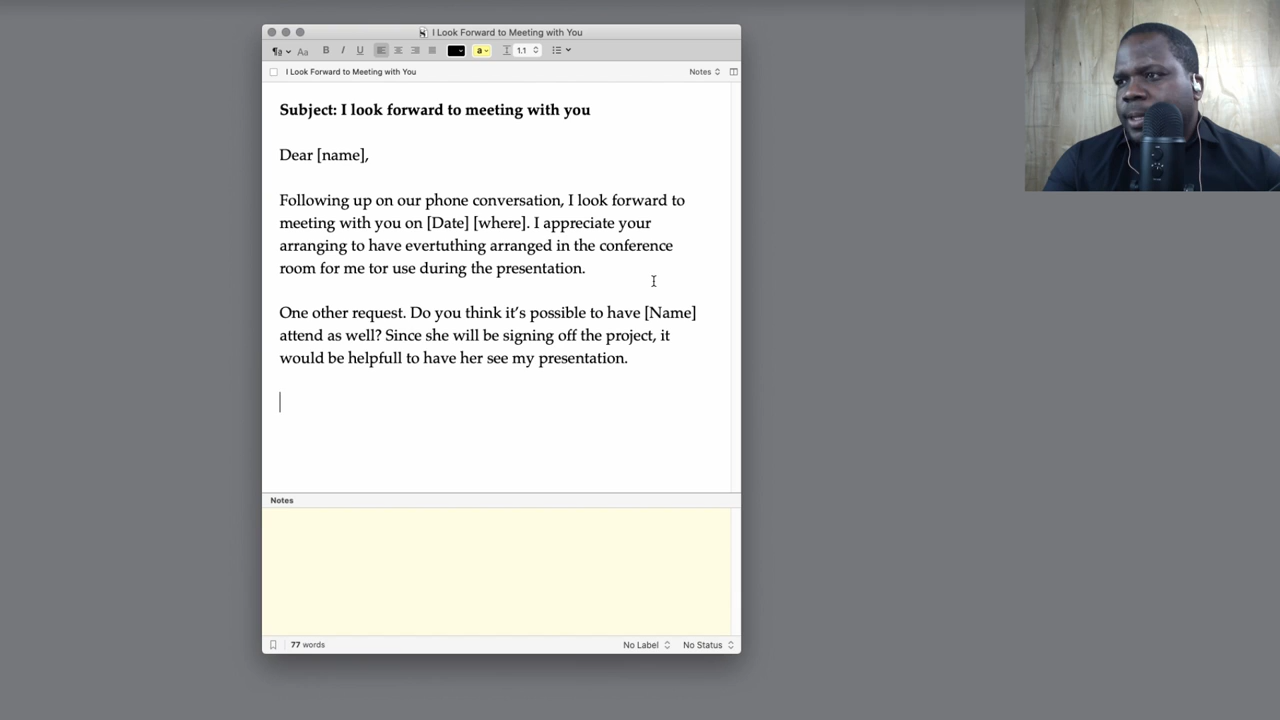 I Look Forward to Meeting with You
¶a Aa B I U a 1.1
I Look Forward to Meeting with You Notes
Subject: I look forward to meeting with you
Dear [name],
Following up on our phone conversation, I look forward to
meeting with you on [Date] [where]. I appreciate your
arranging to have evertuthing arranged in the conference
room for me tor use during the presentation.
One other request. Do you think it's possible to have [Name]
attend as well? Since she will be signing off the project, it
would be helpfull to have her see my presentation.
Notes
77 words No Label No Status